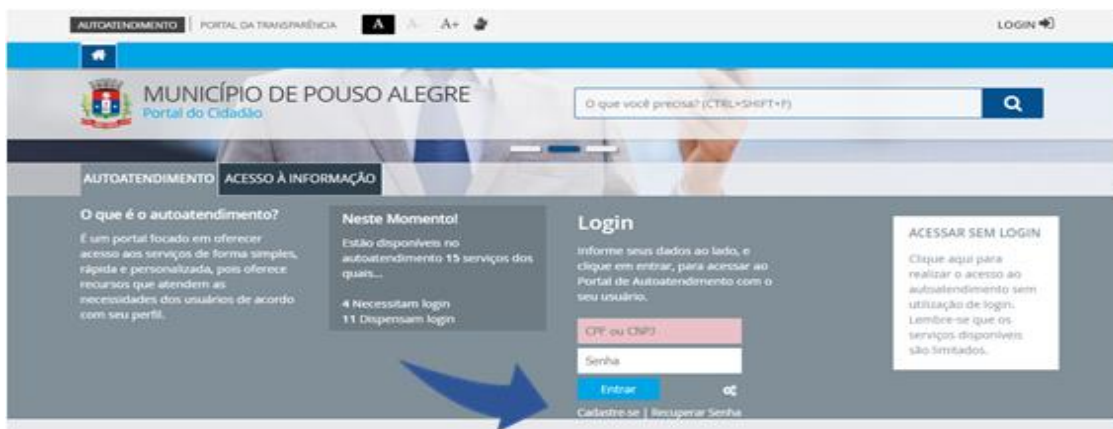 AUTOATENDIMENTO PORTAL DA TRANSPARÊNCIA A A- A+ LOGIN
MUNICÍPIO DE POUSO ALEGRE
Portal do Cidadão
O que você precisa? (CTRL+SHIFT+F)
AUTOATENDIMENTO ACESSO À INFORMAÇÃO
O que é o autoatendimento?
É um portal focado em oferecer
acesso aos serviços de forma simples,
rápida e personalizada, pois oferece
recursos que atendem as
necessidades dos usuários de acordo
com seu perfil.
Neste Momento!
Estão disponíveis no
autoatendimento 15 serviços dos
quais...
4 Necessitam login
11 Dispensam login
Login
Informe seus dados ao lado, e
clique em entrar, para acessar ao
Portal de Autoatendimento com o
seu usuário.
CPF ou CNPJ
Senha
Entrar
Cadastre-se | Recuperar Senha
ACESSAR SEM LOGIN
Clique aqui para
realizar o acesso ao
autoatendimento sem
utilização de login.
Lembre-se que os
serviços disponíveis
são limitados.